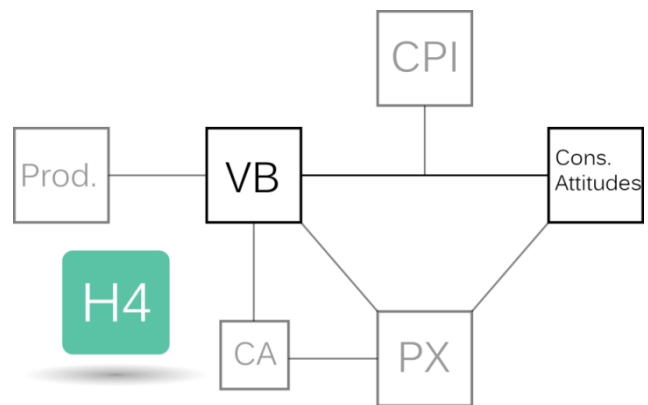 CPI
Prod.
VB
Cons.
Attitudes
H4
CA
PX